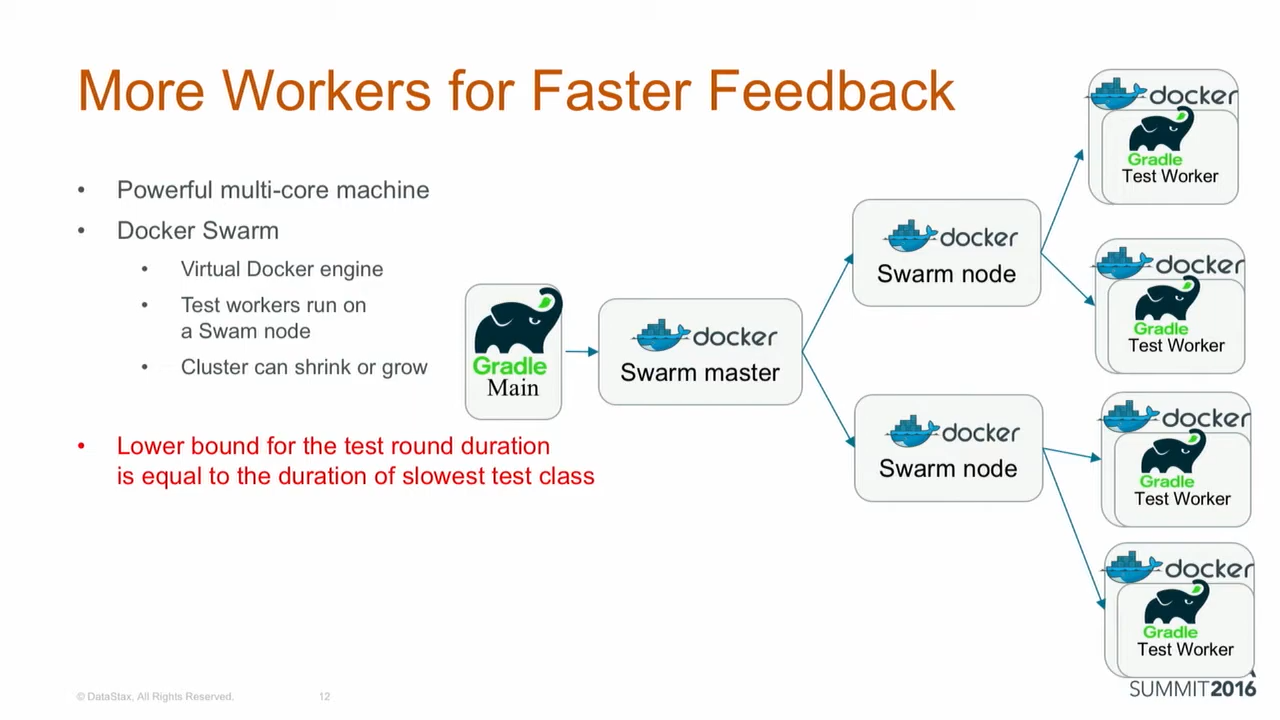 More Workers for Faster Feedback
• Powerful multi-core machine
• Docker Swarm
• Virtual Docker engine
• Test workers run on
a Swam node
• Cluster can shrink or grow
• Lower bound for the test round duration
is equal to the duration of slowest test class
Gradle
Main
docker
Swarm master
docker
Swarm node
docker
Swarm node
docker
Gradle
Test Worker
docker
Gradle
Test Worker
docker
Gradle
Test Worker
docker
Gradle
Test Worker
© DataStax, All Rights Reserved.
12
SUMMIT2016